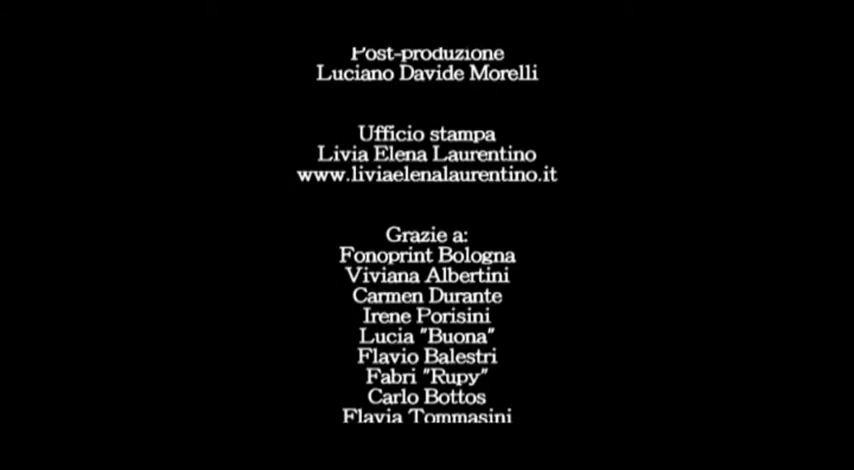 Post-produzione
Luciano Davide Morelli
Ufficio stampa
Livia Elena Laurentino
www.liviaelenalaurentino.it
Grazie a:
Fonoprint Bologna
Viviana Albertini
Carmen Durante
Irene Porisini
Lucia "Buona"
Flavio Balestri
Fabri "Rupy"
Carlo Bottos
Flavia Tommasini